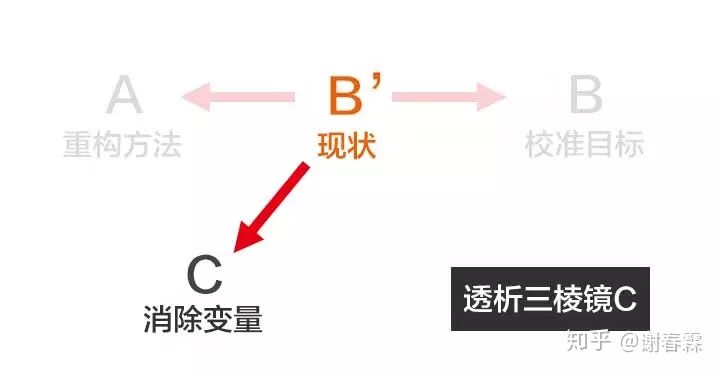 A B’ B
重构方法 现状 校准目标
C
消除变量
透析三棱镜C
知乎 @谢春霖